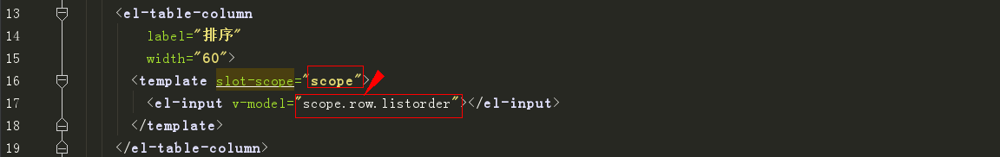 13 <el-table-column
14 label="排序"
15 width="60">
16 <template slot-scope="scope">
17 <el-input v-model="scope.row.listorder"></el-input>
18 </template>
19 </el-table-column>